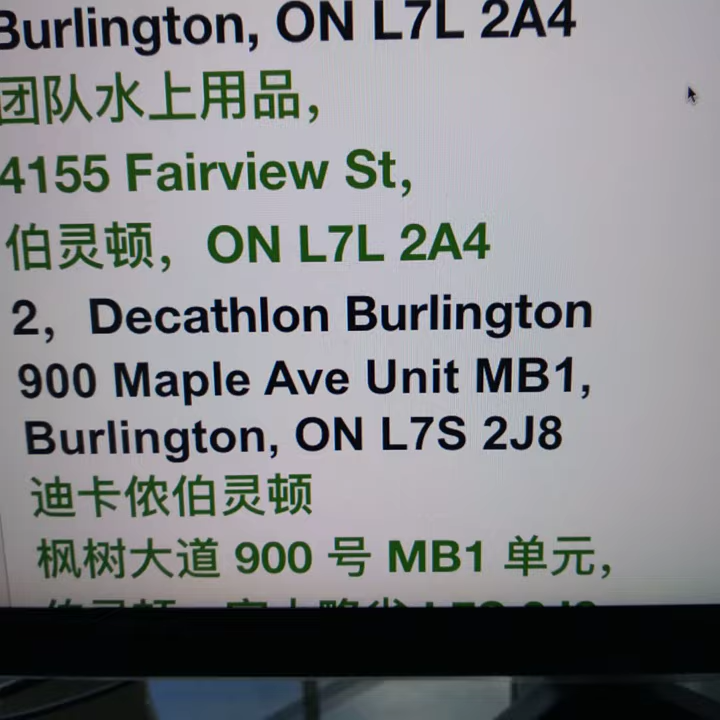 Burlington, ON L7L 2A4
团队水上用品，
4155 Fairview St,
伯灵顿，ON L7L 2A4
2，Decathlon Burlington
900 Maple Ave Unit MB1,
Burlington, ON L7S 2J8
迪卡侬伯灵顿
枫树大道 900 号 MB1 单元，